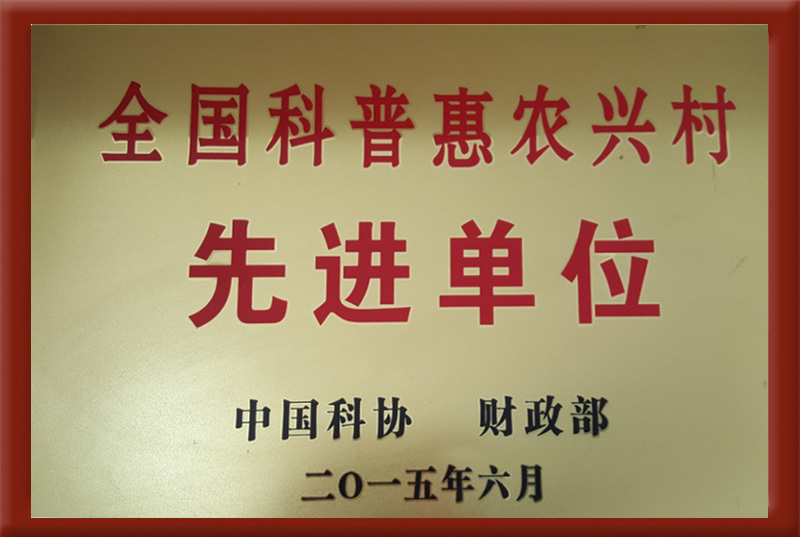 全国科普惠农兴村
先进单位
中国科协 财政部
二〇一五年六月